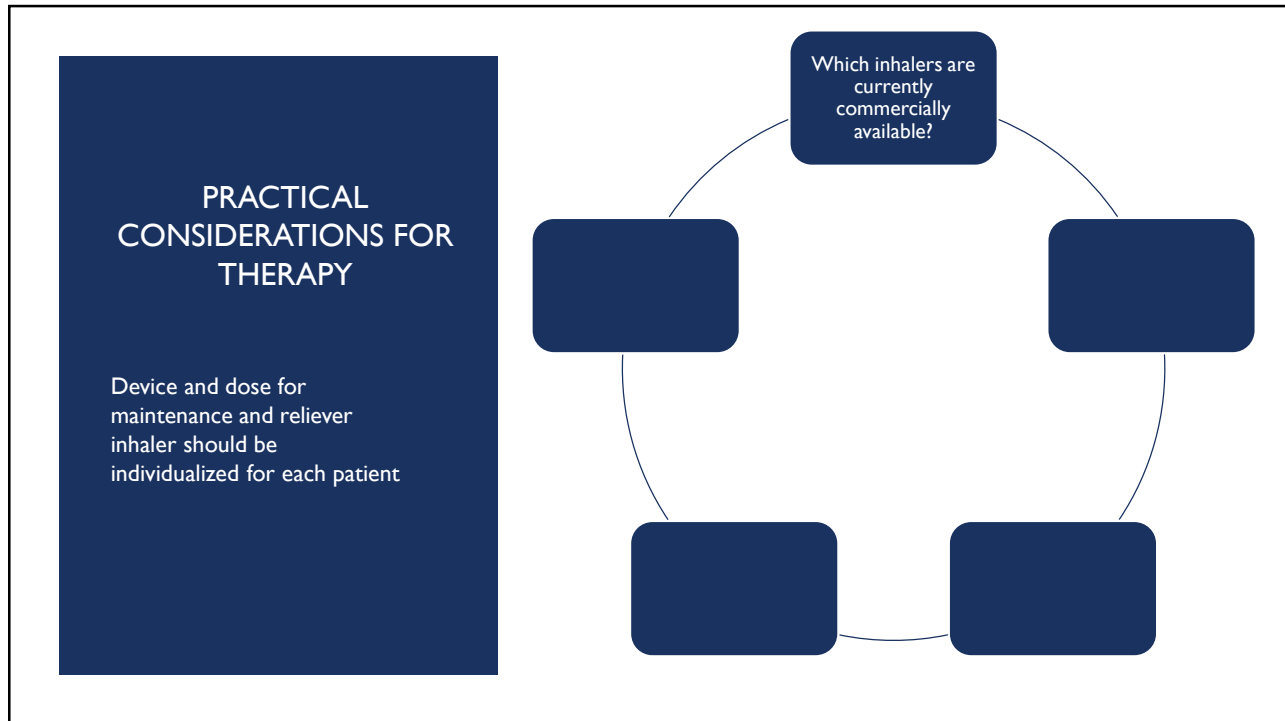 PRACTICAL
CONSIDERATIONS FOR
THERAPY
Device and dose for
maintenance and reliever
inhaler should be
individualized for each patient
Which inhalers are
currently
commercially
available?